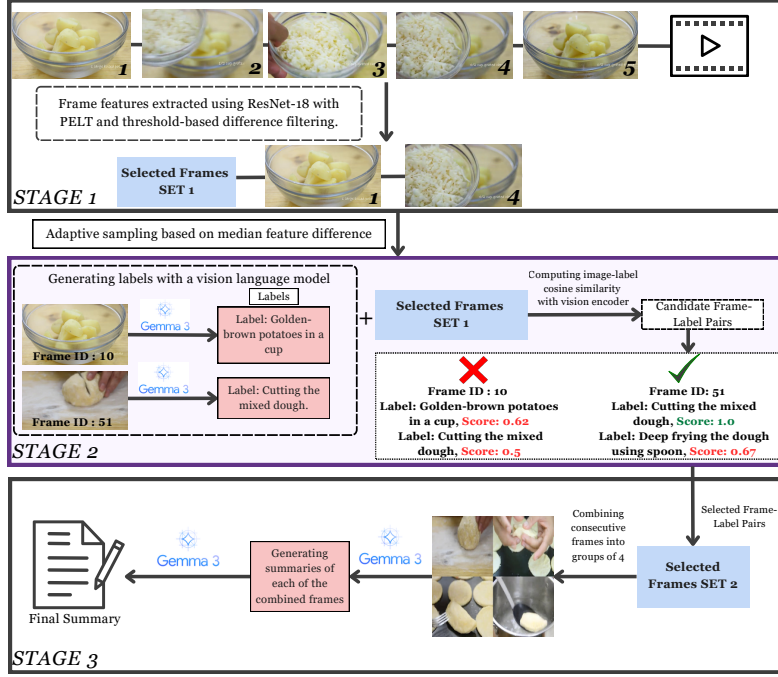 1
2
3
4
5
Frame features extracted using ResNet-18 with
PELT and threshold-based difference filtering.
Selected Frames
SET 1
1
4
STAGE 1
Adaptive sampling based on median feature difference
Generating labels with a vision language model
Labels
Gemma 3
Label: Golden-
brown potatoes in a
cup
Frame ID : 10
Gemma 3
Label: Cutting the
mixed dough.
Frame ID : 51
+
Selected Frames
SET 1
Computing image-label
cosine similarity
with vision encoder
Candidate Frame-
Label Pairs
Frame ID : 10
Label: Golden-brown potatoes
in a cup, Score: 0.62
Label: Cutting the mixed
dough, Score: 0.5
Frame ID: 51
Label: Cutting the mixed
dough, Score: 1.0
Label: Deep frying the dough
using spoon, Score: 0.67
STAGE 2
Selected Frame-
Label Pairs
Selected
Frames SET 2
Combining
consecutive
frames into
groups of 4
Gemma 3
Generating
summaries of
each of the
combined frames
Gemma 3
Final Summary
STAGE 3